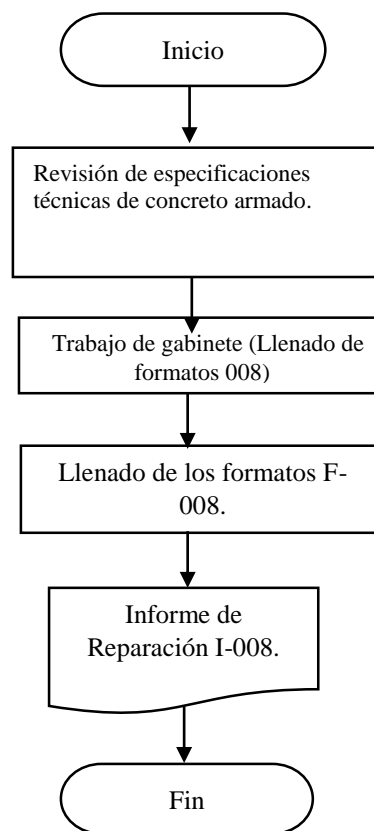 Inicio
Revisión de especificaciones
técnicas de concreto armado.
Trabajo de gabinete (Llenado de
formatos 008)
Llenado de los formatos F-
008.
Informe de
Reparación I-008.
Fin